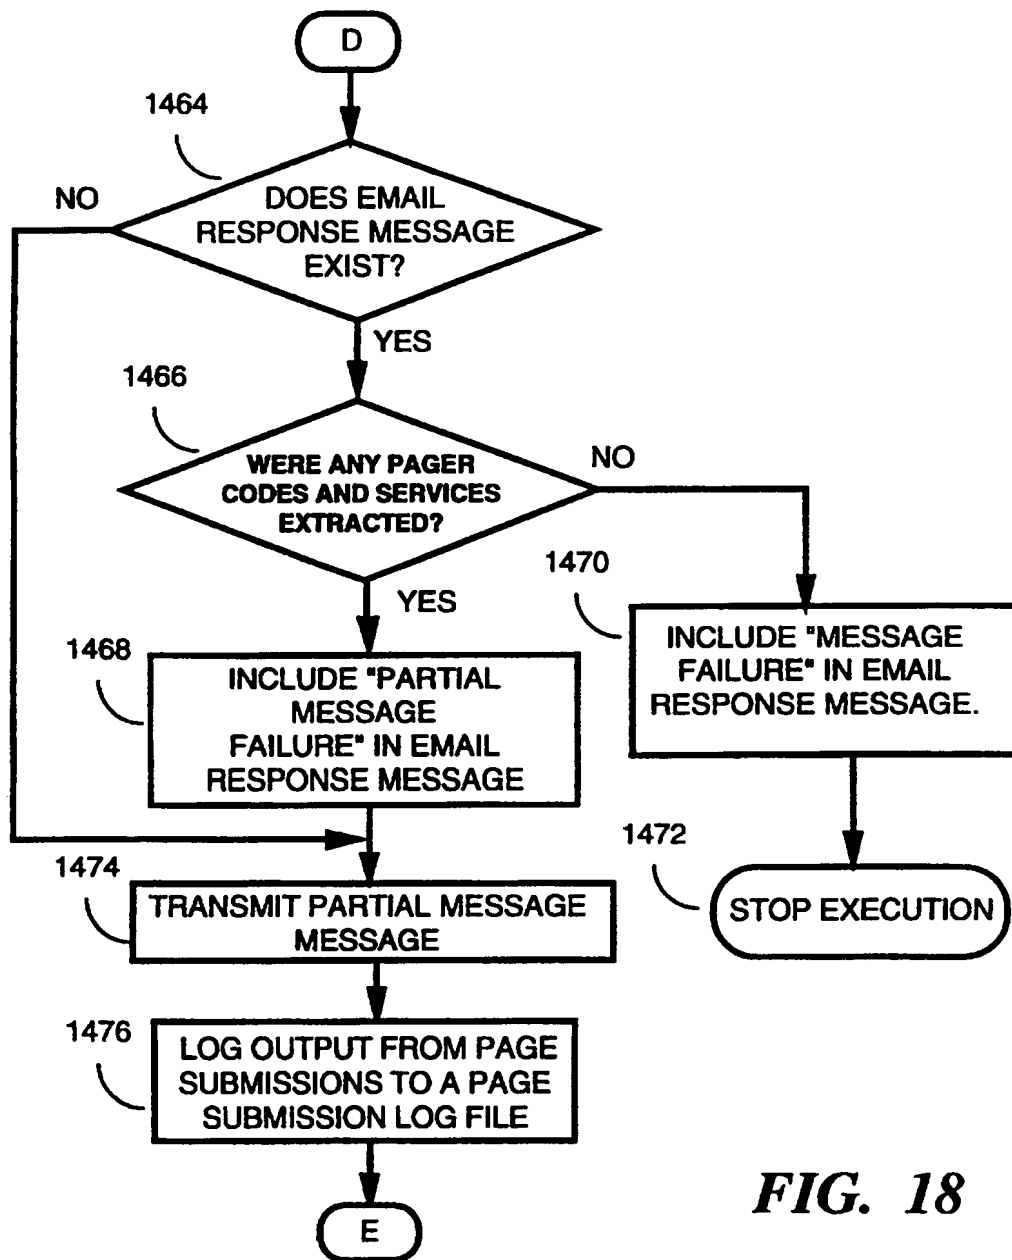 D
1464
NO
DOES EMAIL
RESPONSE MESSAGE
EXIST?
YES
1466
WERE ANY PAGER
CODES AND SERVICES
EXTRACTED?
NO
YES
1470
INCLUDE "MESSAGE
FAILURE" IN EMAIL
RESPONSE MESSAGE.
1468
INCLUDE "PARTIAL
MESSAGE
FAILURE" IN EMAIL
RESPONSE MESSAGE
1472
STOP EXECUTION
1474
TRANSMIT PARTIAL MESSAGE
MESSAGE
1476
LOG OUTPUT FROM PAGE
SUBMISSIONS TO A PAGE
SUBMISSION LOG FILE
E
FIG. 18